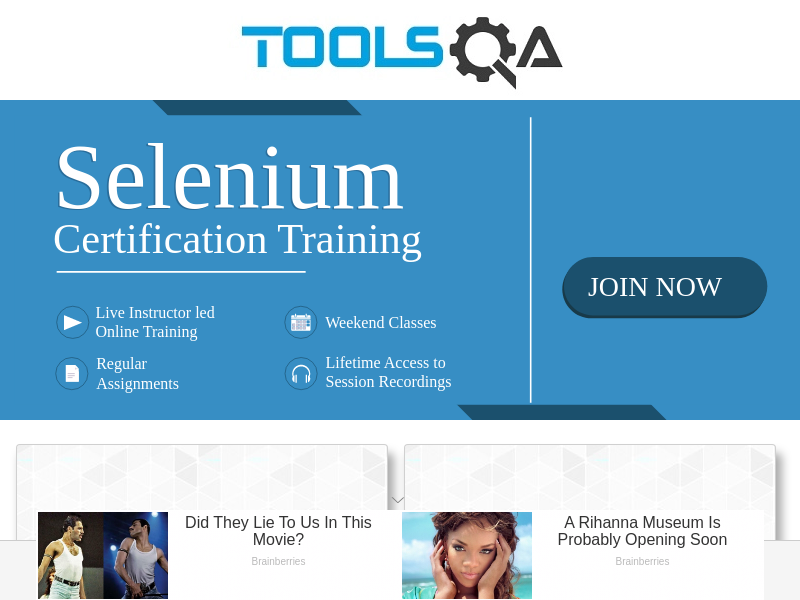 TOOLSQA
Selenium
Certification Training
Live Instructor led
Online Training
Weekend Classes
Regular
Assignments
Lifetime Access to
Session Recordings
JOIN NOW
Did They Lie To Us In This
Movie?
Brainberries
A Rihanna Museum Is
Probably Opening Soon
Brainberries